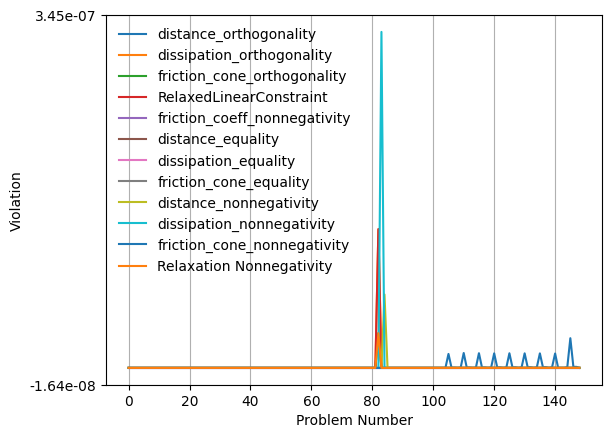 3.45e-07
distance_orthogonality
dissipation_orthogonality
friction_cone_orthogonality
RelaxedLinearConstraint
friction_coeff_nonnegativity
distance_equality
dissipation_equality
friction_cone_equality
distance_nonnegativity
dissipation_nonnegativity
friction_cone_nonnegativity
Relaxation Nonnegativity
Violation
-1.64e-08
0 20 40 60 80 100 120 140
Problem Number